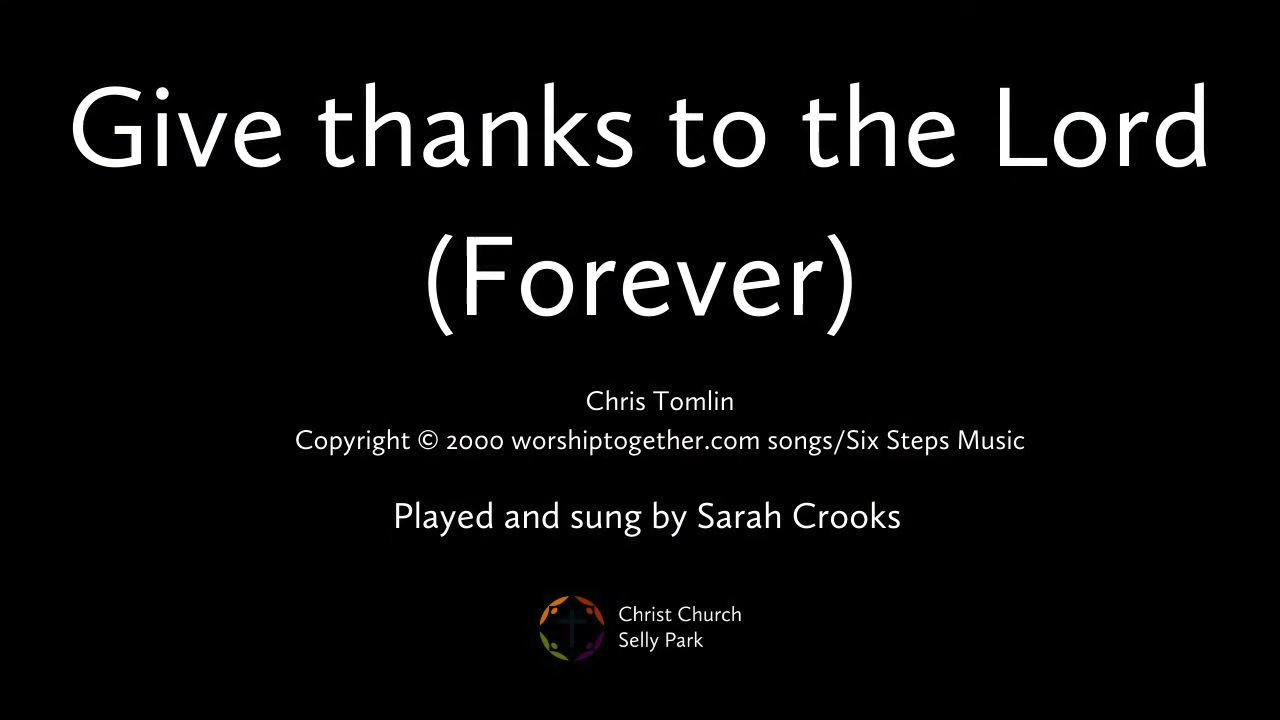 Give thanks to the Lord
(Forever)
Chris Tomlin
Copyright © 2000 worshiptogether.com songs/Six Steps Music
Played and sung by Sarah Crooks
Christ Church
Selly Park